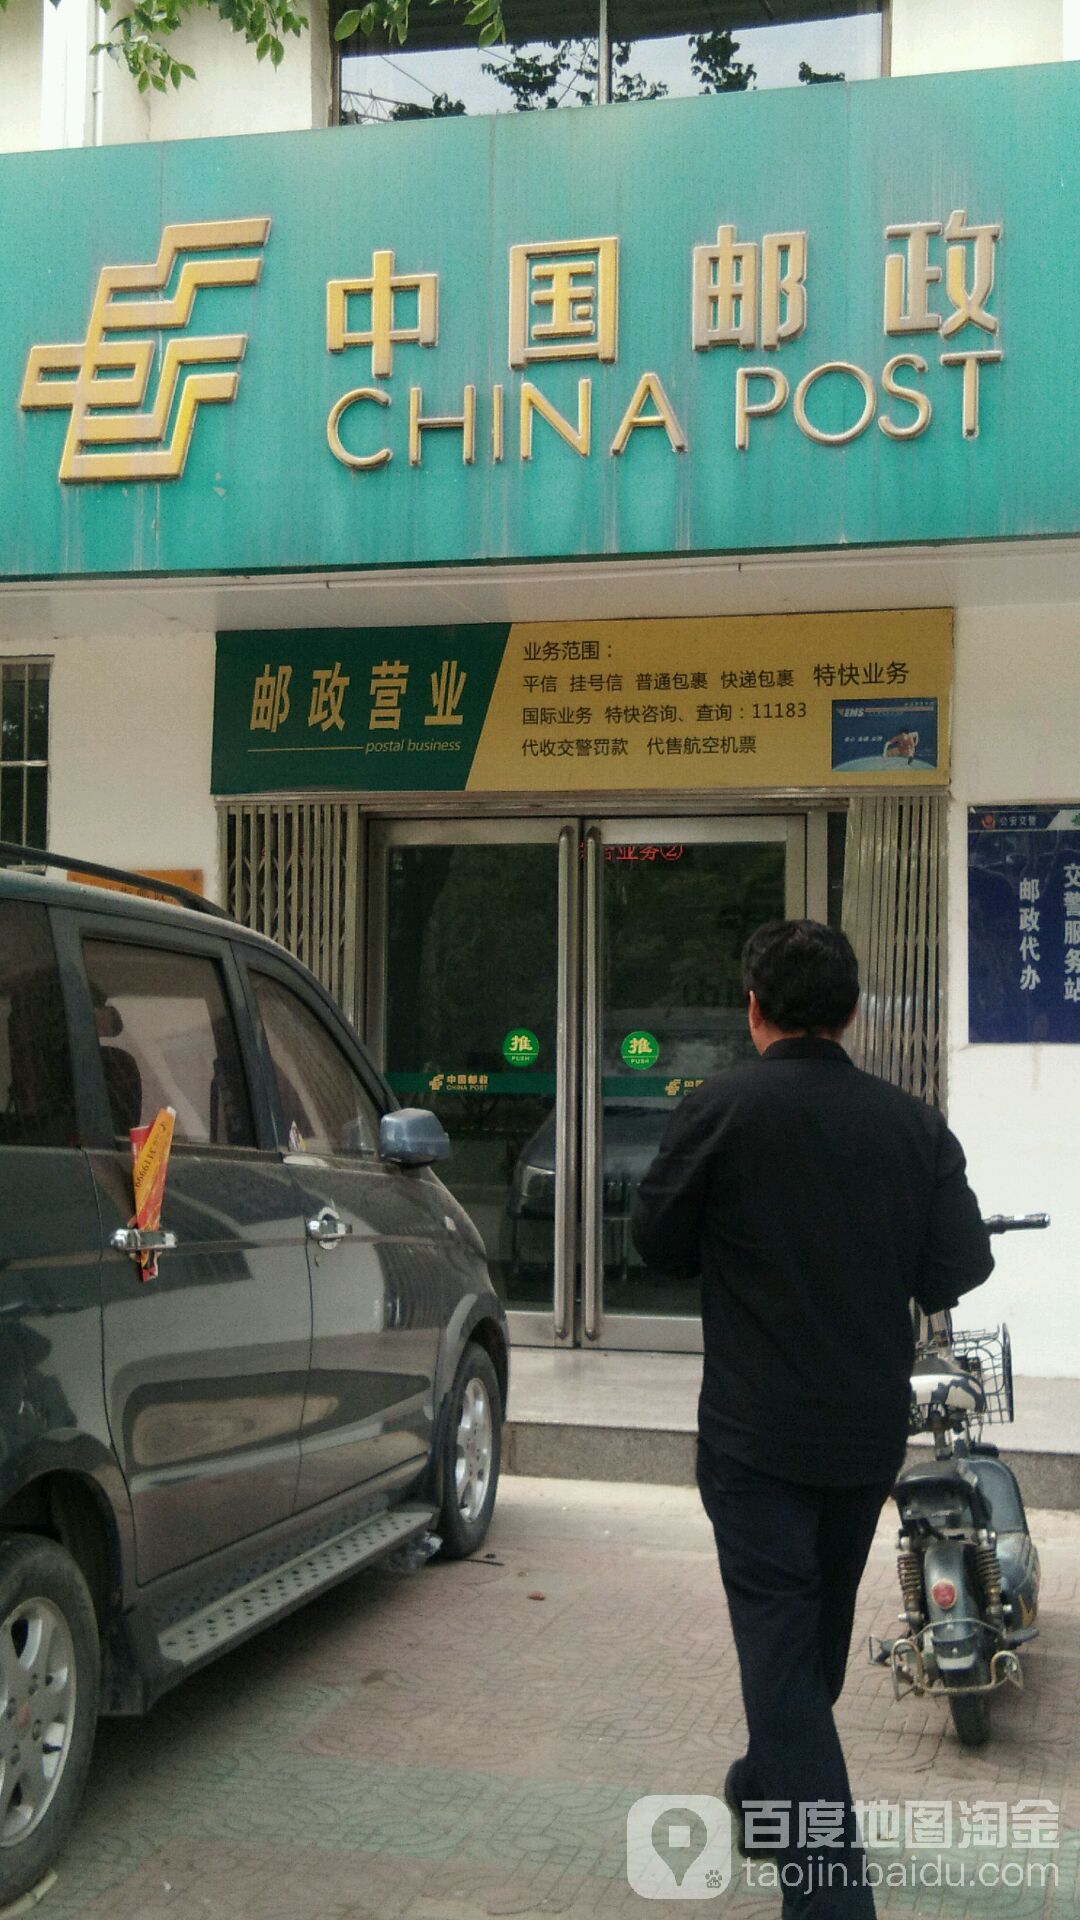 中国邮政
CHINA POST
邮政营业
postal business
业务范围：
平信 挂号信 普通包裹 快递包裹 特快业务
国际业务 特快咨询、查询：11183
代收交警罚款 代售航空机票
EMS
业务②
公安交警
交警服务站
邮政代办
推
PUSH
推
PUSH
中国邮政
CHINA POST
百度地图淘金
taojin.baidu.com